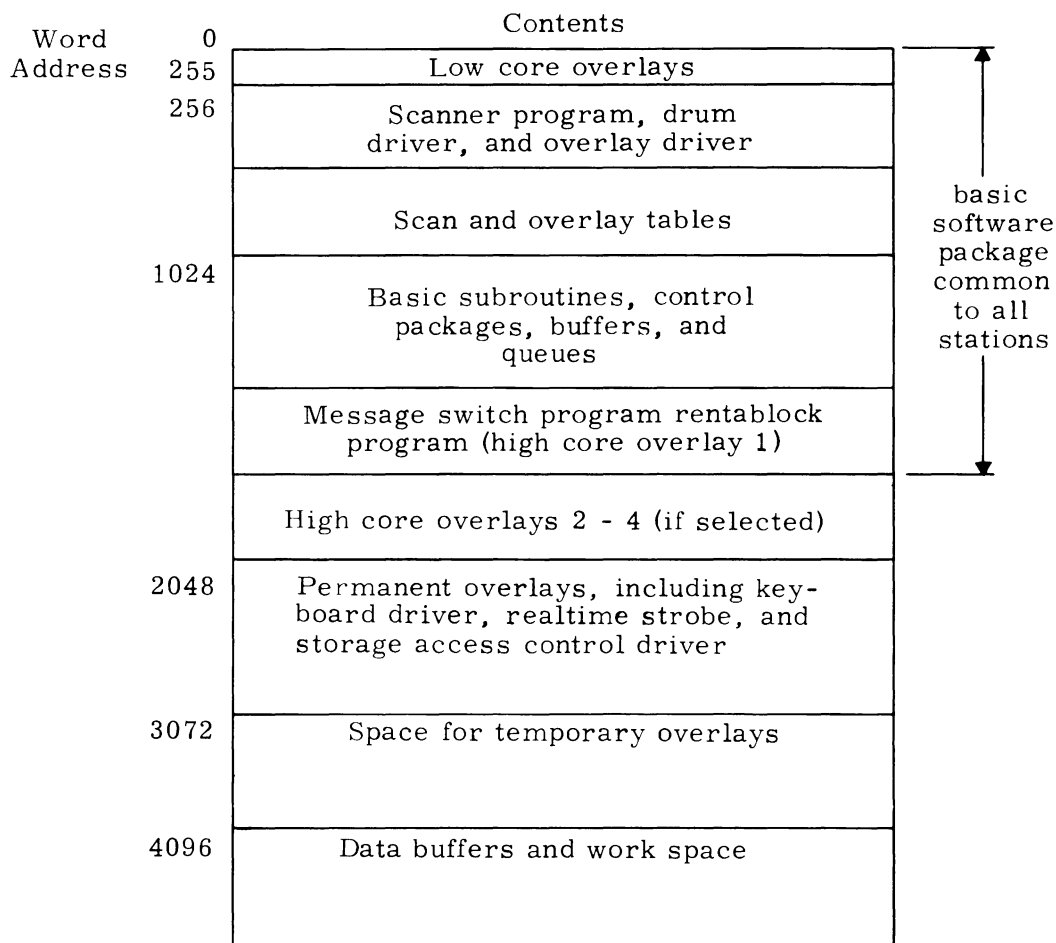 Contents
Word
Address
0
255
Low core overlays
256
Scanner program, drum
driver, and overlay driver
Scan and overlay tables
1024
Basic subroutines, control
packages, buffers, and
queues
Message switch program rentablock
program (high core overlay 1)
basic
software
package
common
to all
stations
High core overlays 2 - 4 (if selected)
2048
Permanent overlays, including key-
board driver, realtime strobe, and
storage access control driver
3072
Space for temporary overlays
4096
Data buffers and work space